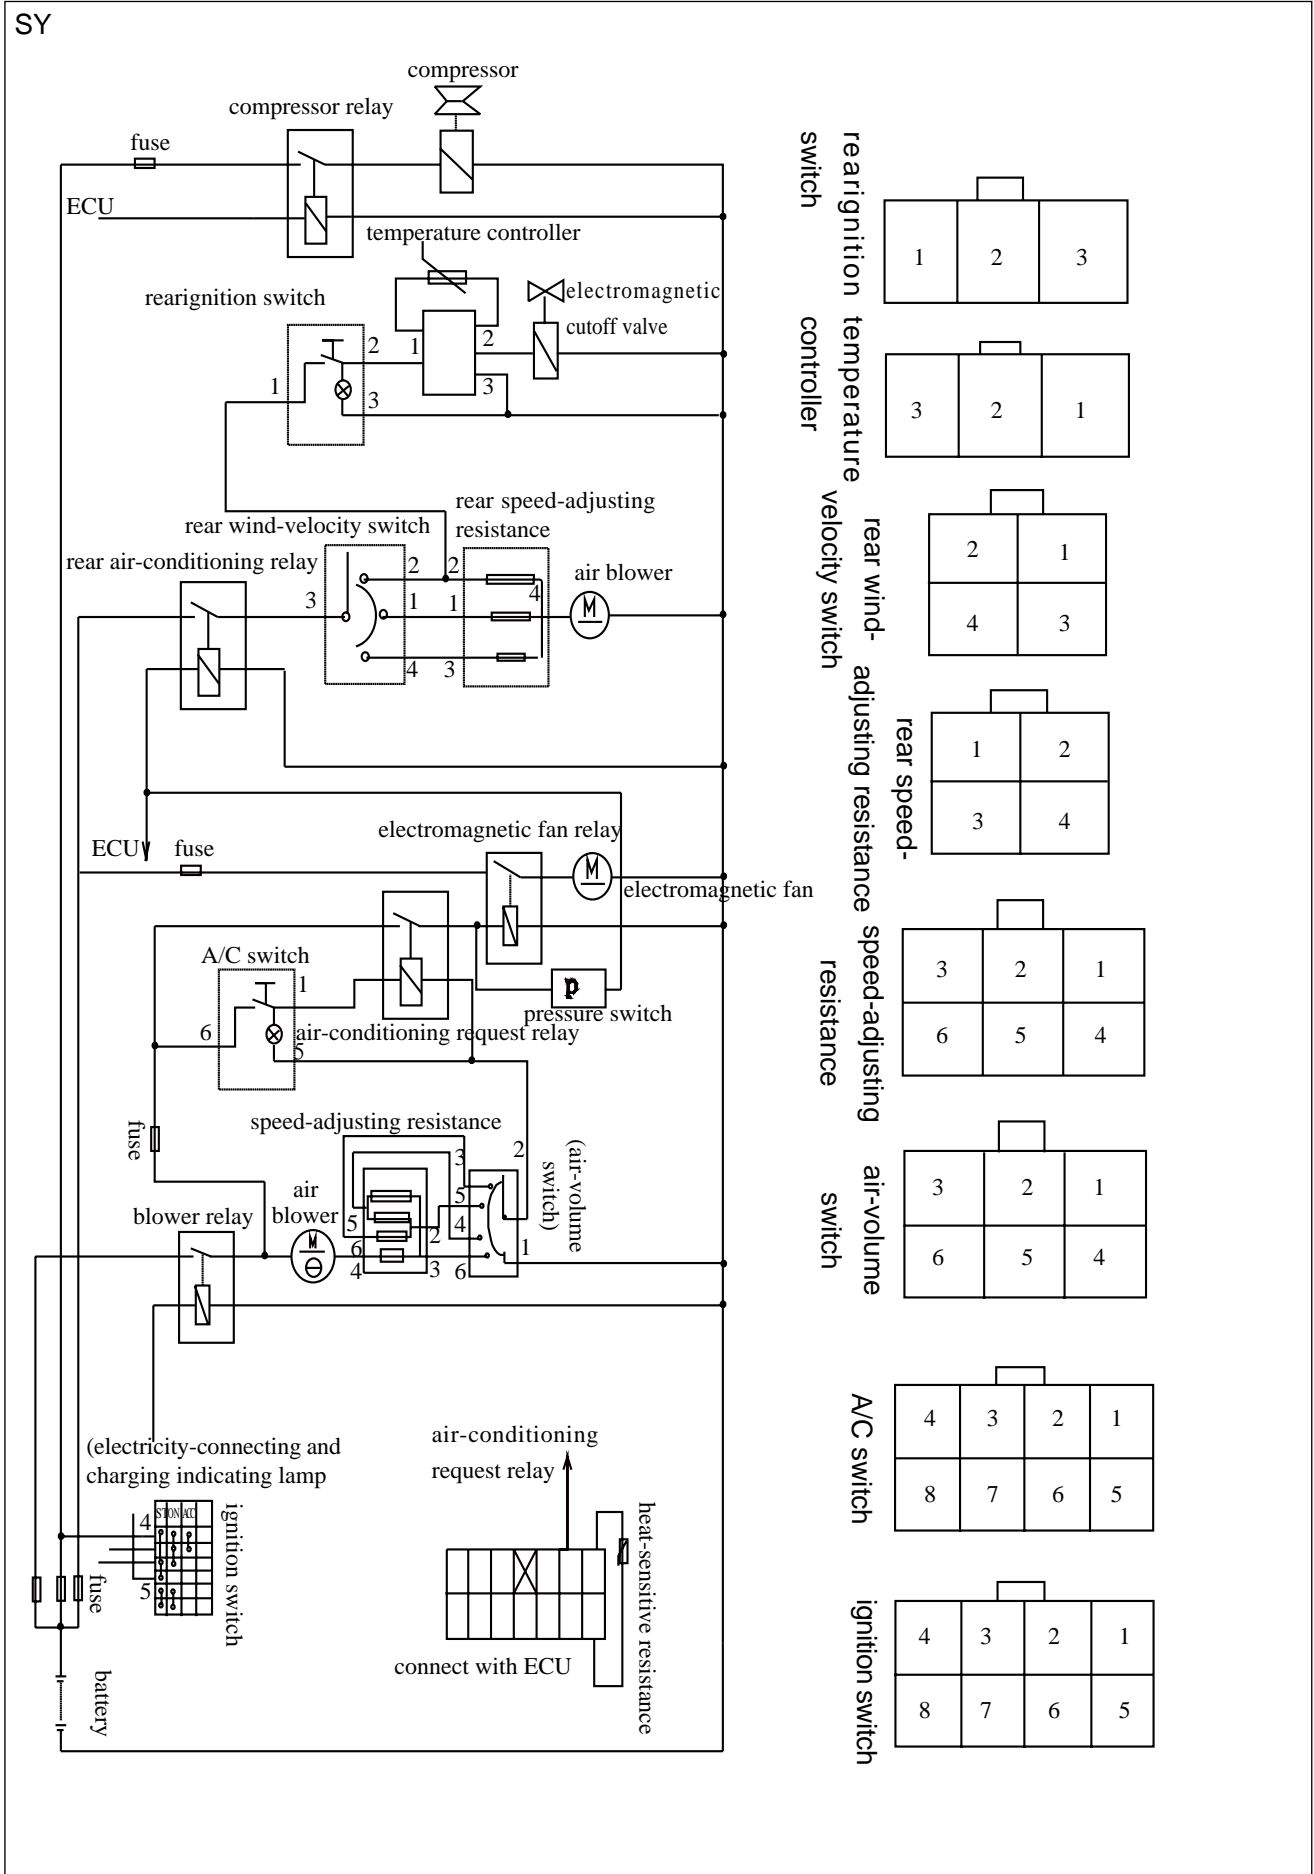 SY
compressor
compressor relay
fuse
ECU
temperature controller
rearignition switch
electromagnetic
cutoff valve
2
1
2
1
3
3
rear speed-adjusting
resistance
rear wind-velocity switch
rear air-conditioning relay
air blower
2
2
4
3
1
1
4
3
M
electromagnetic fan relay
ECU
fuse
M
electromagnetic fan
A/C switch
1
p
pressure switch
6
air-conditioning request relay
5
fuse
speed-adjusting resistance
3
2
(air-volume
switch)
air
blower
blower relay
5
5
4
2
6
1
4
3
6
M
(electricity-connecting and
charging indicating lamp
air-conditioning
request relay
ST ON ACC
4
5
ignition switch
fuse
heat-sensitive resistance
connect with ECU
battery
rearignition
switch
1
2
3
temperature
controller
3
2
1
rear wind-
velocity switch
2
1
4
3
rear speed-
adjusting resistance
1
2
3
4
speed-adjusting
resistance
3
2
1
6
5
4
air-volume
switch
3
2
1
6
5
4
A/C switch
4
3
2
1
8
7
6
5
ignition switch
4
3
2
1
8
7
6
5